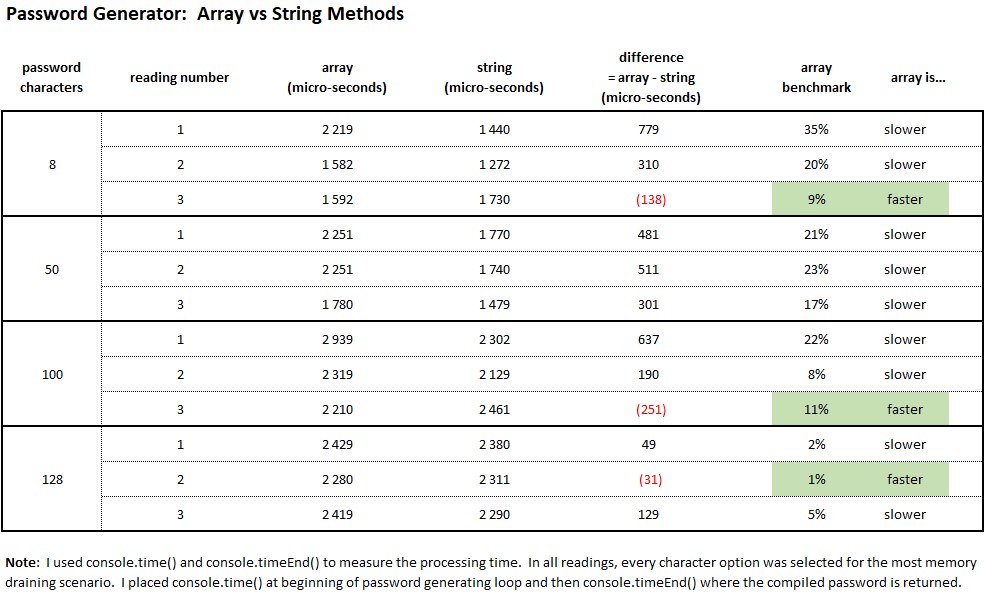 Password Generator:  Array vs String Methods
password characters | reading number | array (micro-seconds) | string (micro-seconds) | difference = array - string (micro-seconds) | array benchmark | array is...
8
1 2 219 1 440 779 35% slower
2 1 582 1 272 310 20% slower
3 1 592 1 730 (138) 9% faster
50
1 2 251 1 770 481 21% slower
2 2 251 1 740 511 23% slower
3 1 780 1 479 301 17% slower
100
1 2 939 2 302 637 22% slower
2 2 319 2 129 190 8% slower
3 2 210 2 461 (251) 11% faster
128
1 2 429 2 380 49 2% slower
2 2 280 2 311 (31) 1% faster
3 2 419 2 290 129 5% slower
Note:  I used console.time() and console.timeEnd() to measure the processing time.  In all readings, every character option was selected for the most memory
draining scenario.  I placed console.time() at beginning of password generating loop and then console.timeEnd() where the compiled password is returned.